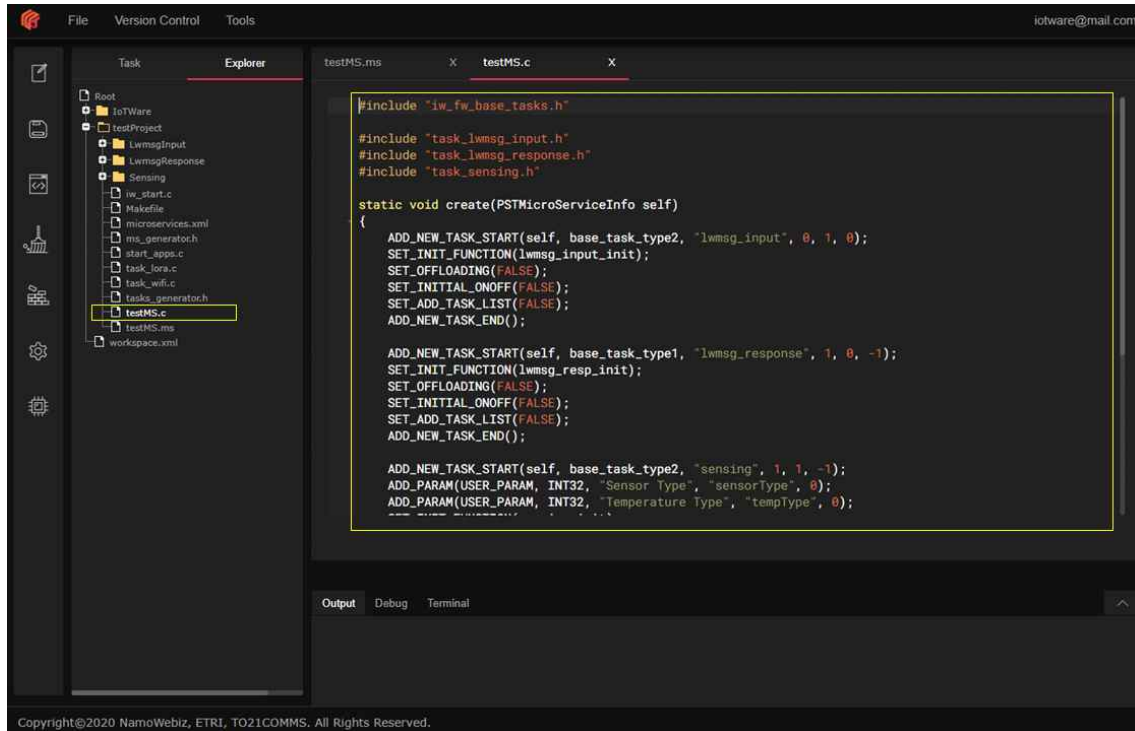 File Version Control Tools
iotware@mail.com
Task Explorer
Root
IoTWare
testProject
LwmsgInput
LwmsgResponse
Sensing
iw_start.c
Makefile
microservices.xml
ms_generator.h
start_apps.c
task_lora.c
task_wifi.c
tasks_generator.h
testMS.c
testMS.ms
workspace.xml
testMS.ms X testMS.c X
#include "iw_fw_base_tasks.h"
#include "task_lwmsg_input.h"
#include "task_lwmsg_response.h"
#include "task_sensing.h"
static void create(PSTMicroServiceInfo self)
{
ADD_NEW_TASK_START(self, base_task_type2, "lwmsg_input", 0, 1, 0);
SET_INIT_FUNCTION(lwmsg_input_init);
SET_OFFLOADING(FALSE);
SET_INITIAL_ONOFF(FALSE);
SET_ADD_TASK_LIST(FALSE);
ADD_NEW_TASK_END();
ADD_NEW_TASK_START(self, base_task_type1, "lwmsg_response", 1, 0, -1);
SET_INIT_FUNCTION(lwmsg_resp_init);
SET_OFFLOADING(FALSE);
SET_INITIAL_ONOFF(FALSE);
SET_ADD_TASK_LIST(FALSE);
ADD_NEW_TASK_END();
ADD_NEW_TASK_START(self, base_task_type2, "sensing", 1, 1, -1);
ADD_PARAM(USER_PARAM, INT32, "Sensor Type", "sensorType", 0);
ADD_PARAM(USER_PARAM, INT32, "Temperature Type", "tempType", 0);
Output Debug Terminal
Copyright©2020 NamoWebiz, ETRI, TO21COMMS. All Rights Reserved.